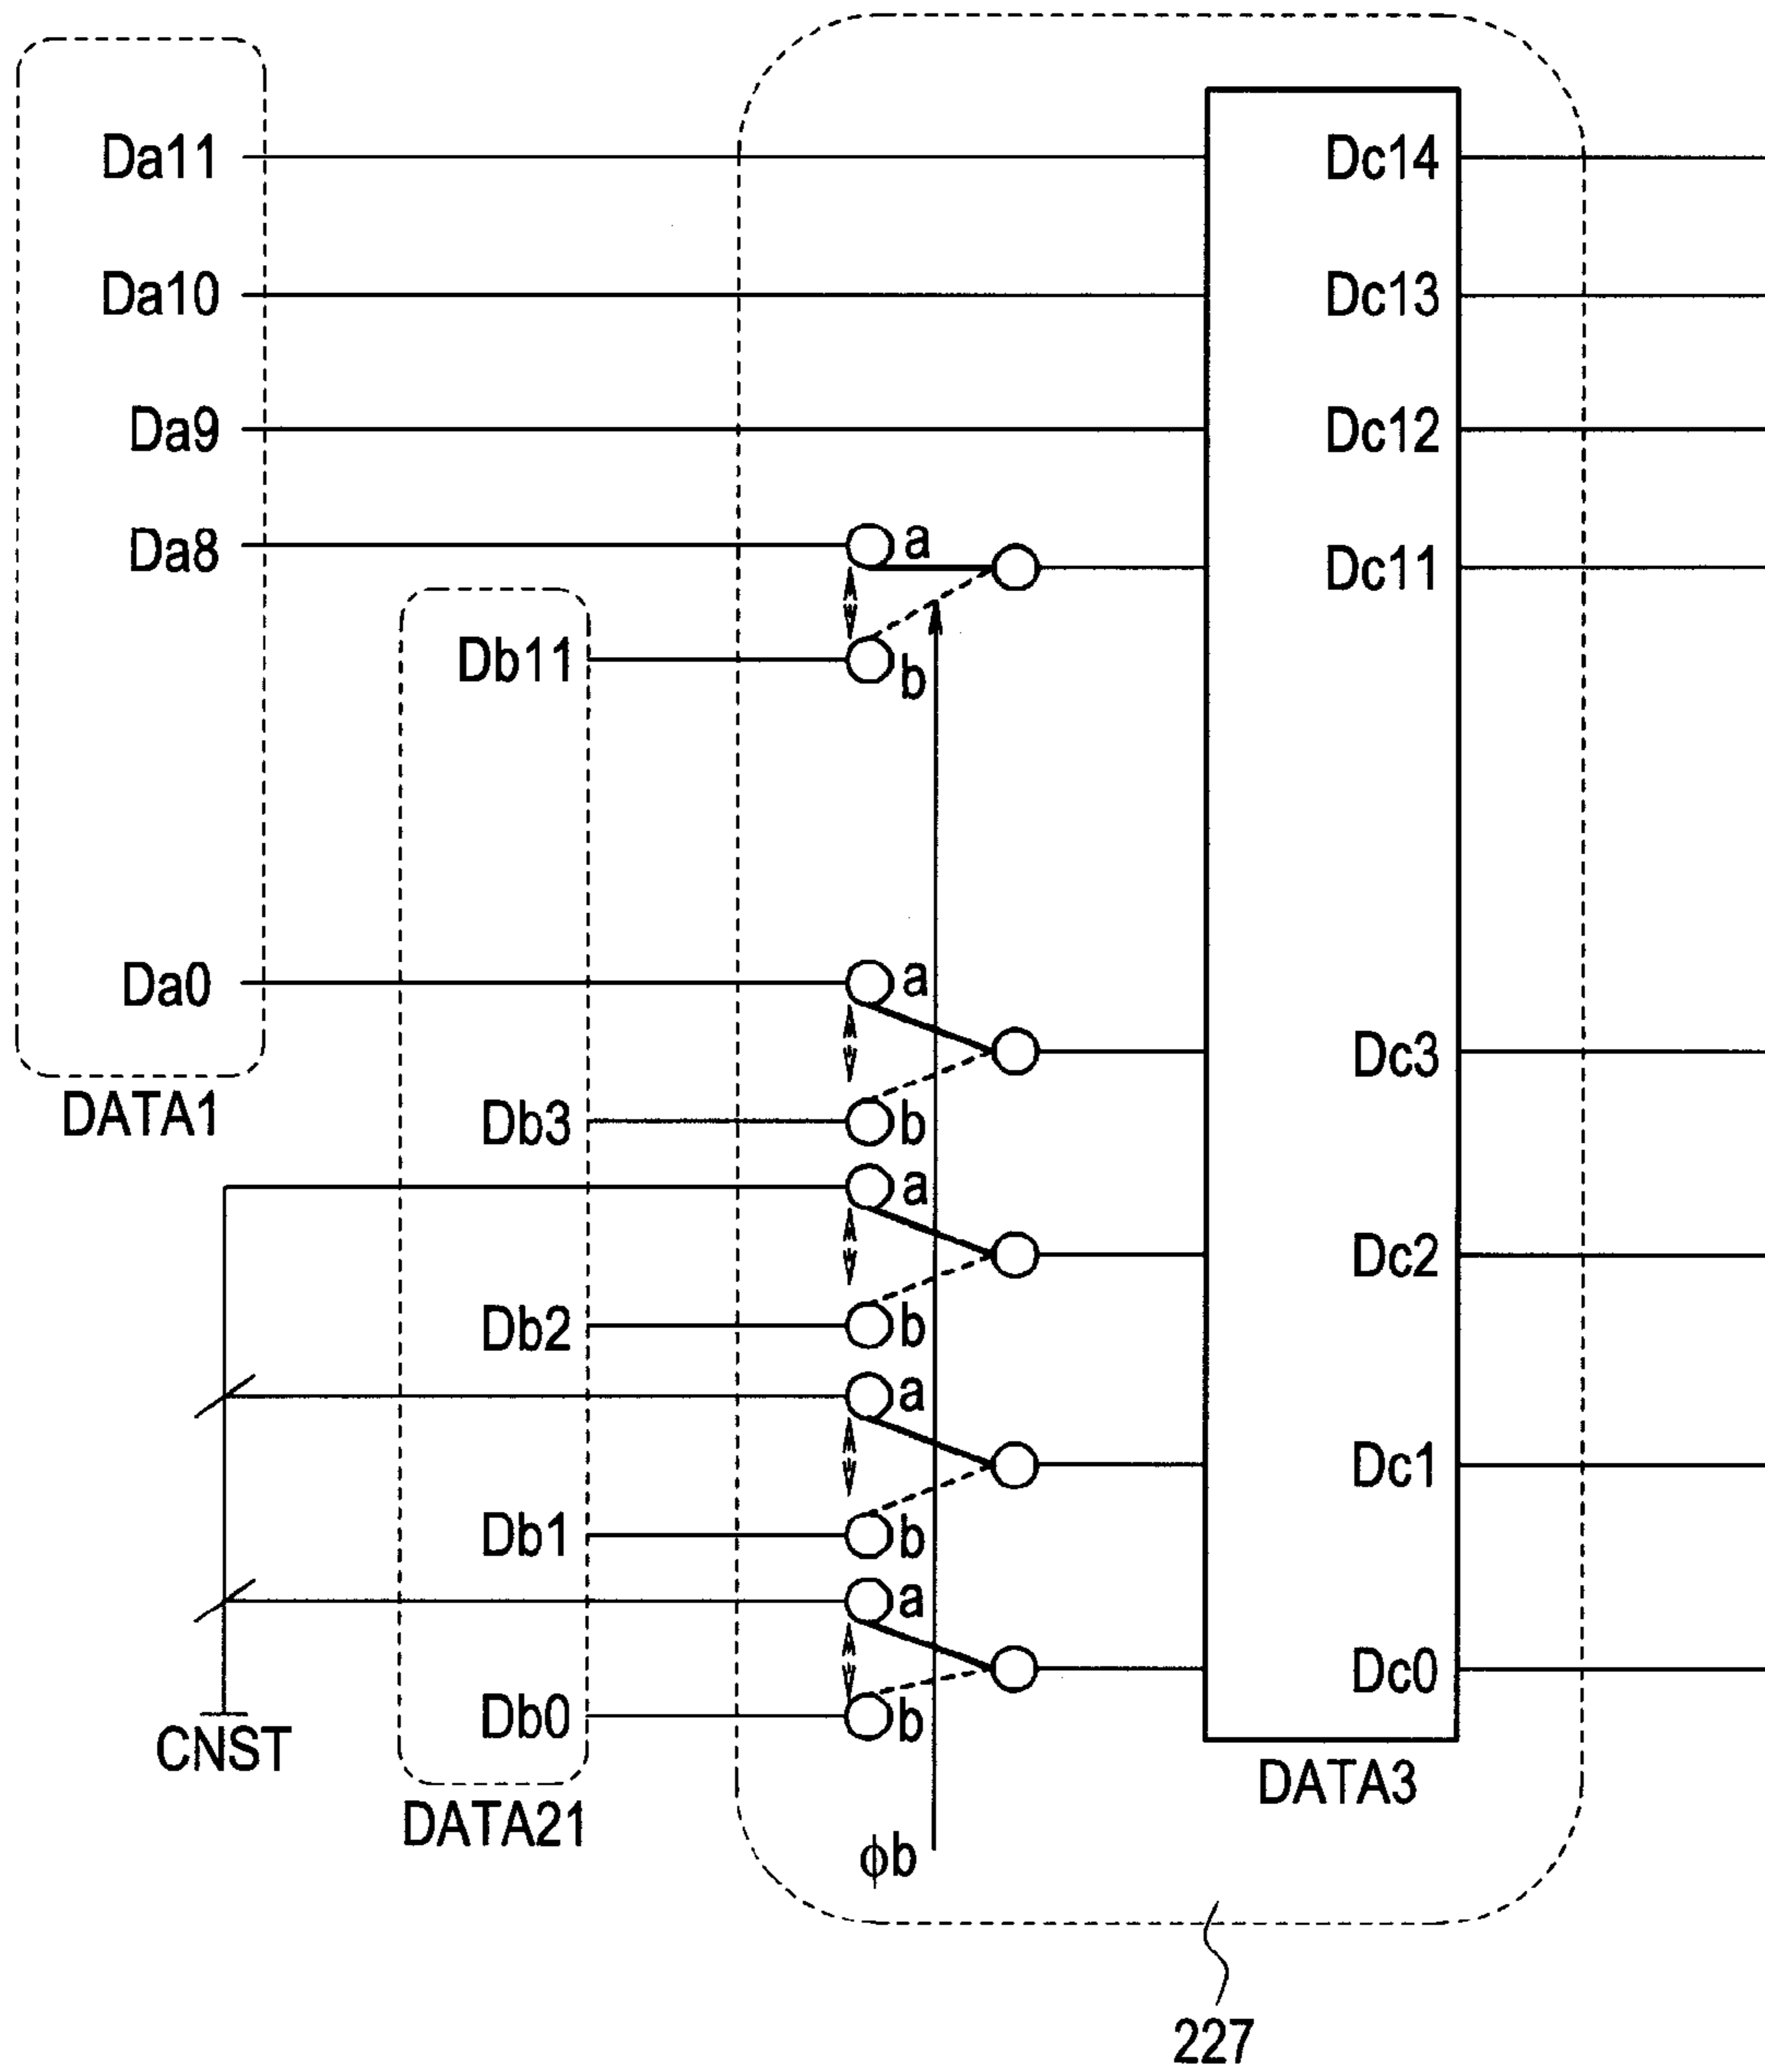 Da11
Dc14
Da10
Dc13
Da9
Dc12
Da8
a
Dc11
Db11
b
Da0
a
Dc3
DATA1
Db3
b
a
Dc2
Db2
b
a
Dc1
Db1
b
a
Dc0
Db0
b
CNST
DATA3
DATA21
ϕb
227